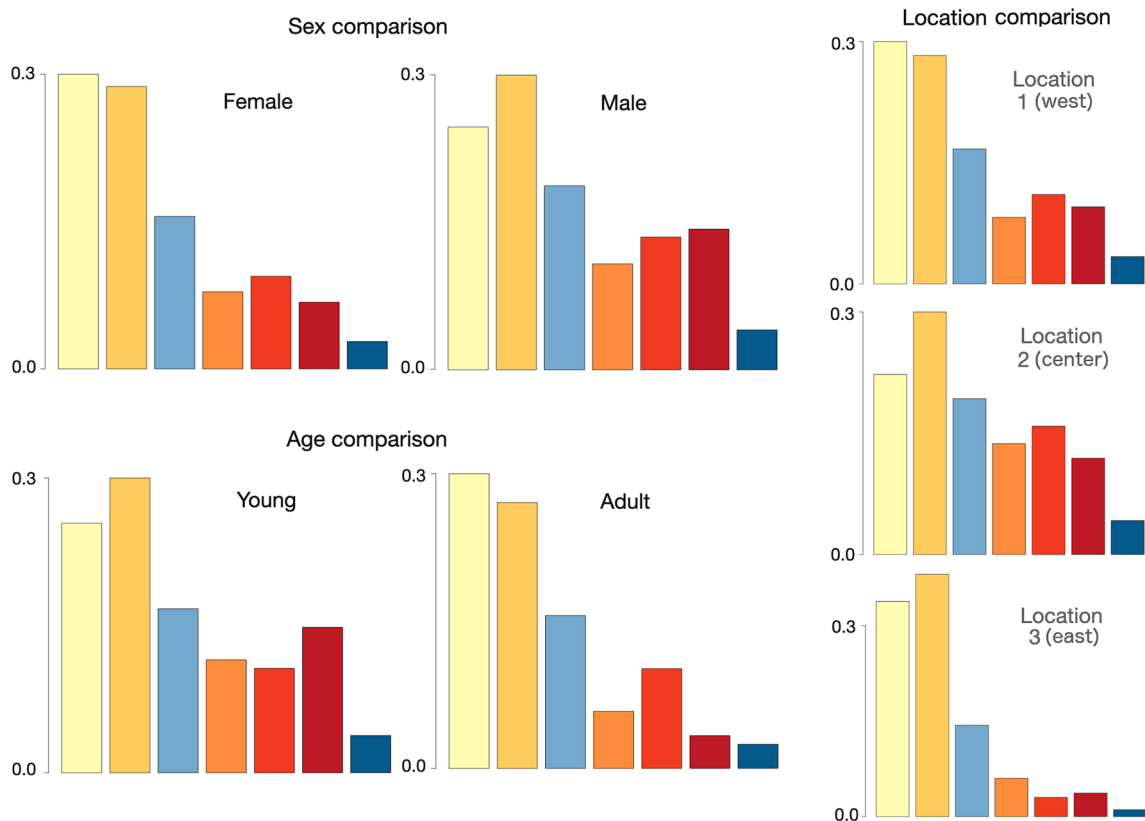 Sex comparison
0.3
Female
0.0
0.3
Male
0.0
Age comparison
0.3
Young
0.0
0.3
Adult
0.0
Location comparison
0.3
Location
1 (west)
0.0
0.3
Location
2 (center)
0.0
0.3
Location
3 (east)
0.0